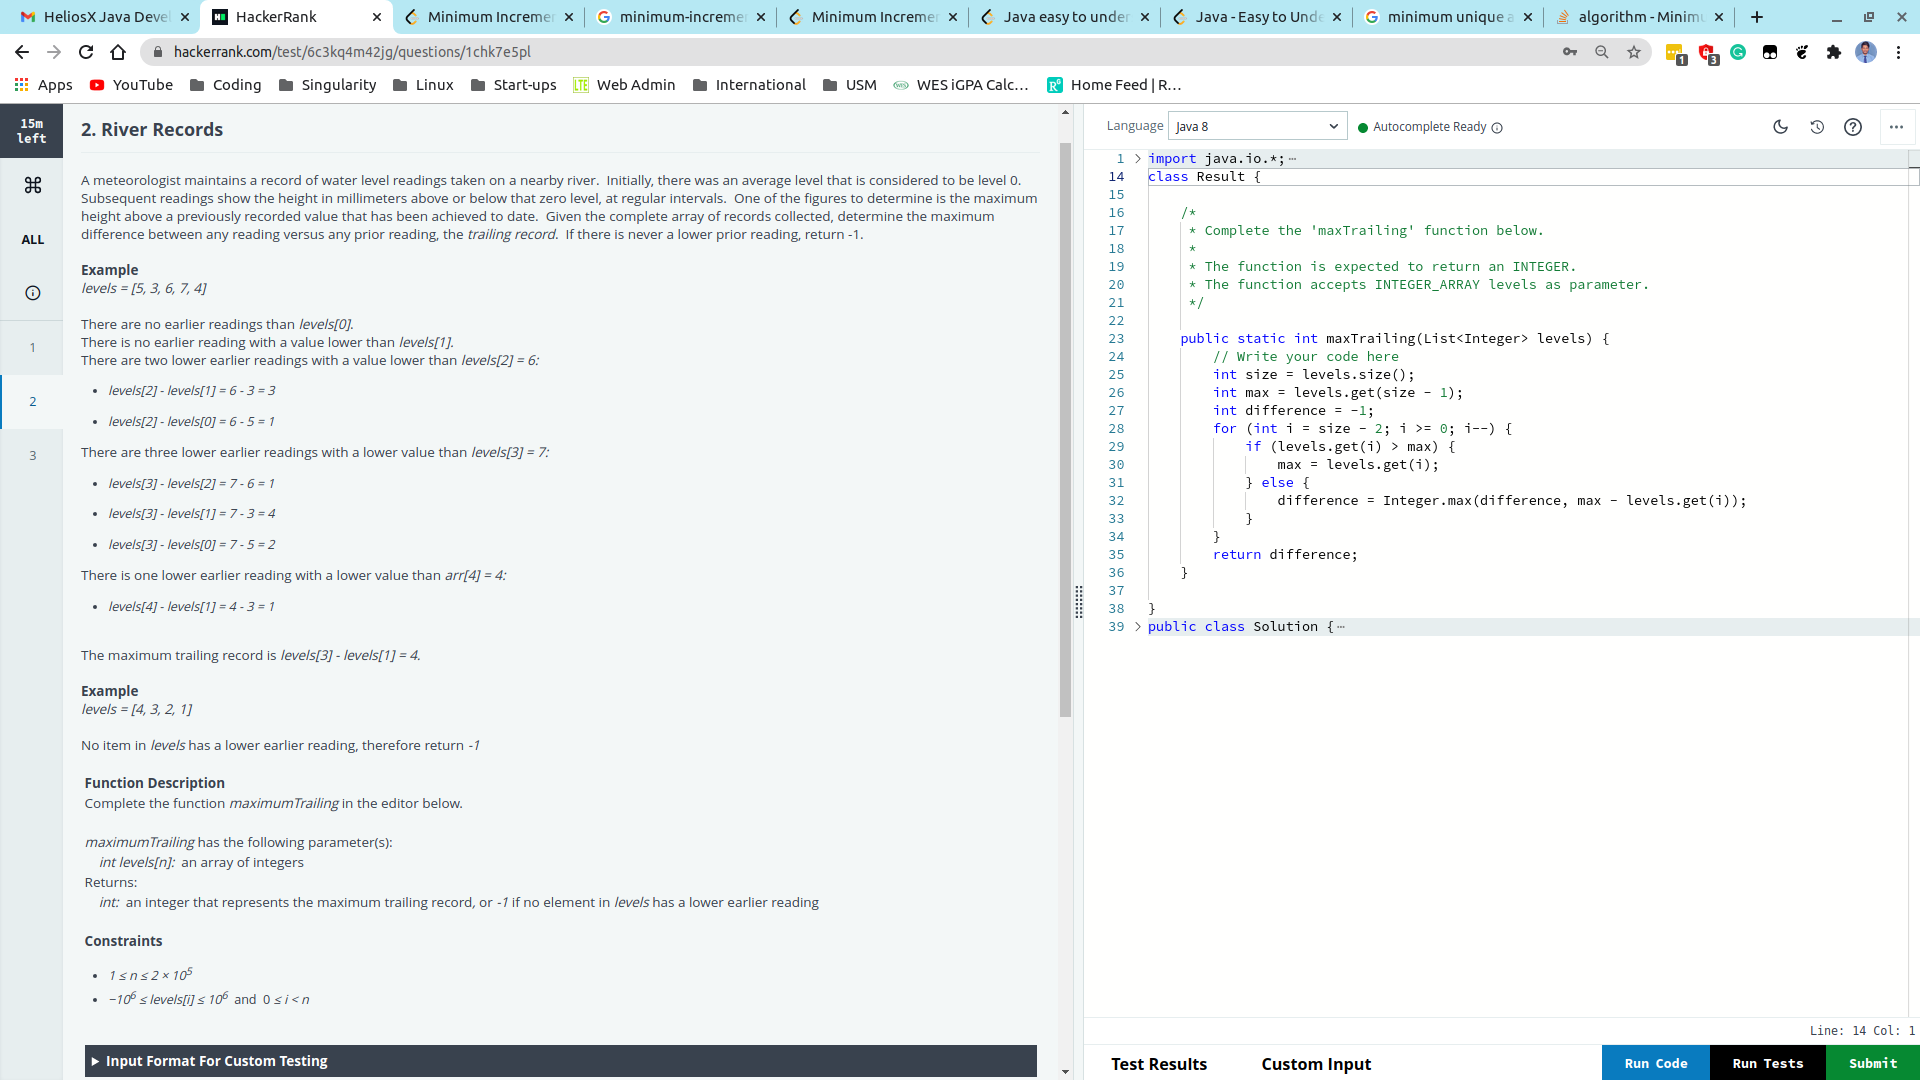 HeliosX Java Devel
HackerRank
Minimum Increme
minimum-increme
Minimum Increme
Java easy to under
Java - Easy to Und
minimum unique a
algorithm - Minimu
hackerrank.com/test/6c3kq4m42jg/questions/1chk7e5pl
1
3
Apps
YouTube
Coding
Singularity
Linux
Start-ups
LTE
Web Admin
International
USM
WES iGPA Calc...
Home Feed | R...
15m
left
ALL
1
2
3
2. River Records
A meteorologist maintains a record of water level readings taken on a nearby river. Initially, there was an average level that is considered to be level 0.
Subsequent readings show the height in millimeters above or below that zero level, at regular intervals. One of the figures to determine is the maximum
height above a previously recorded value that has been achieved to date. Given the complete array of records collected, determine the maximum
difference between any reading versus any prior reading, the trailing record. If there is never a lower prior reading, return -1.
Example
levels = [5, 3, 6, 7, 4]
There are no earlier readings than levels[0].
There is no earlier reading with a value lower than levels[1].
There are two lower earlier readings with a value lower than levels[2] = 6:
• levels[2] - levels[1] = 6 - 3 = 3
• levels[2] - levels[0] = 6 - 5 = 1
There are three lower earlier readings with a lower value than levels[3] = 7:
• levels[3] - levels[2] = 7 - 6 = 1
• levels[3] - levels[1] = 7 - 3 = 4
• levels[3] - levels[0] = 7 - 5 = 2
There is one lower earlier reading with a lower value than arr[4] = 4:
• levels[4] - levels[1] = 4 - 3 = 1
The maximum trailing record is levels[3] - levels[1] = 4.
Example
levels = [4, 3, 2, 1]
No item in levels has a lower earlier reading, therefore return -1
Function Description
Complete the function maximumTrailing in the editor below.
maximumTrailing has the following parameter(s):
int levels[n]: an array of integers
Returns:
int: an integer that represents the maximum trailing record, or -1 if no element in levels has a lower earlier reading
Constraints
• 1 ≤ n ≤ 2 × 10⁵
• −10⁶ ≤ levels[i] ≤ 10⁶ and 0 ≤ i < n
Input Format For Custom Testing
Language
Java 8
Autocomplete Ready
1 import java.io.*;
14 class Result {
15
16 /*
17 * Complete the 'maxTrailing' function below.
18 *
19 * The function is expected to return an INTEGER.
20 * The function accepts INTEGER_ARRAY levels as parameter.
21 */
22
23 public static int maxTrailing(List<Integer> levels) {
24 // Write your code here
25 int size = levels.size();
26 int max = levels.get(size - 1);
27 int difference = -1;
28 for (int i = size - 2; i >= 0; i--) {
29 if (levels.get(i) > max) {
30 max = levels.get(i);
31 } else {
32 difference = Integer.max(difference, max - levels.get(i));
33 }
34 }
35 return difference;
36 }
37
38 }
39 public class Solution {
Line: 14 Col: 1
Test Results
Custom Input
Run Code
Run Tests
Submit